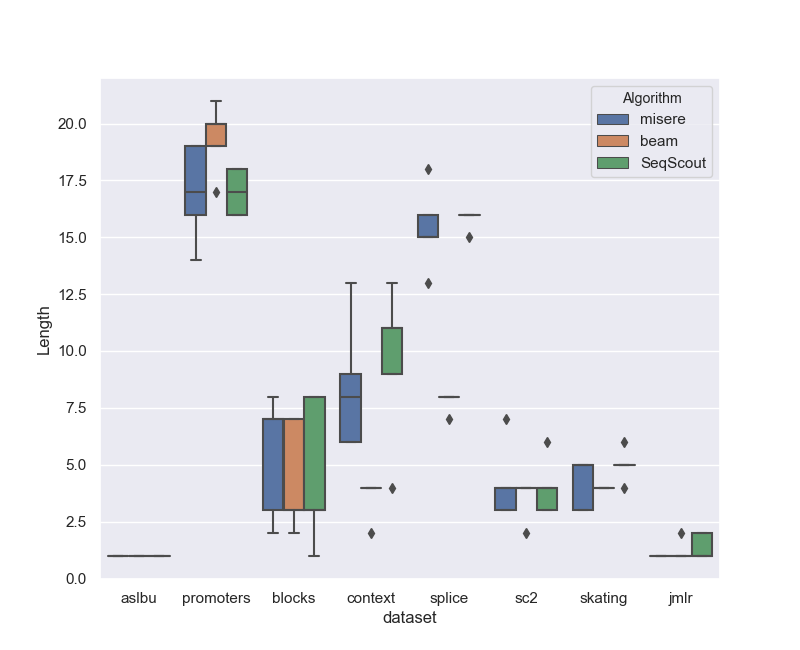 Algorithm
misere
beam
SeqScout
20.0
17.5
15.0
12.5
10.0
7.5
5.0
2.5
0.0
Length
aslbu promoters blocks context splice sc2 skating jmlr
dataset